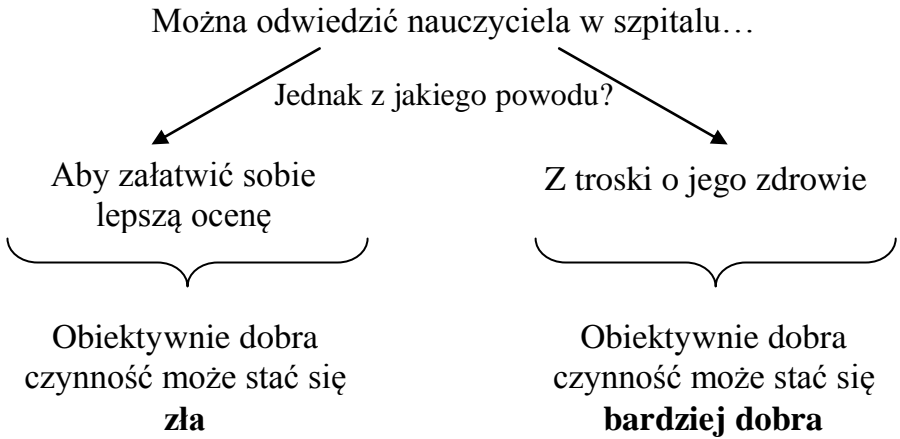 Można odwiedzić nauczyciela w szpitalu…
Jednak z jakiego powodu?
Aby załatwić sobie
lepszą ocenę
Z troski o jego zdrowie
Obiektywnie dobra
czynność może stać się
zła
Obiektywnie dobra
czynność może stać się
bardziej dobra